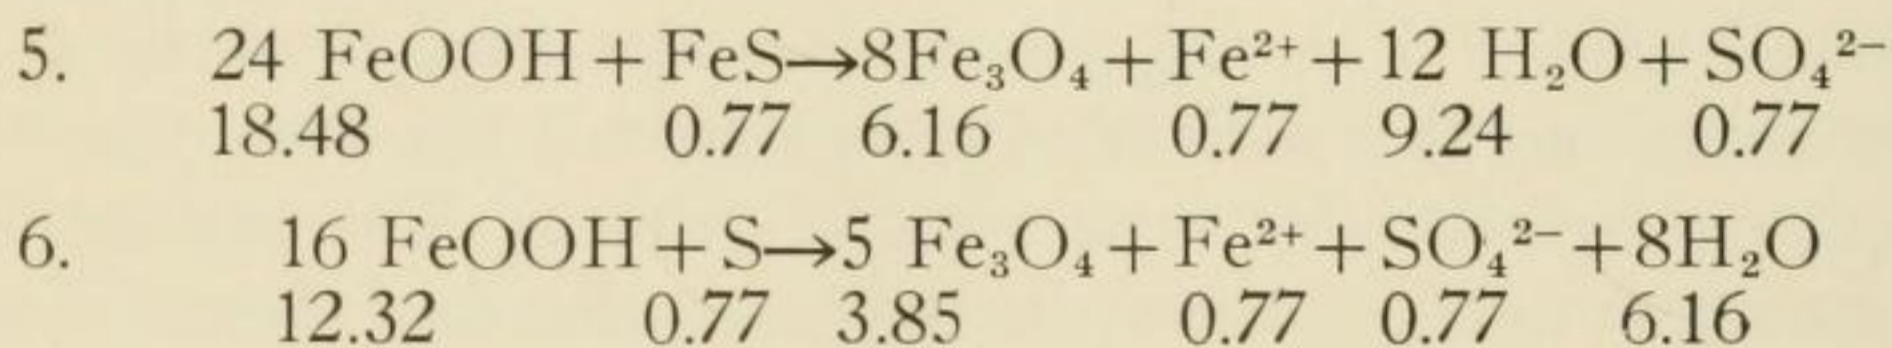 5. 24 FeOOH+FeS→8Fe₃O₄+Fe²⁺+12 H₂O+SO₄²⁻
18.48 0.77 6.16 0.77 9.24 0.77
6. 16 FeOOH+S→5 Fe₃O₄+Fe²⁺+SO₄²⁻+8H₂O
12.32 0.77 3.85 0.77 0.77 6.16